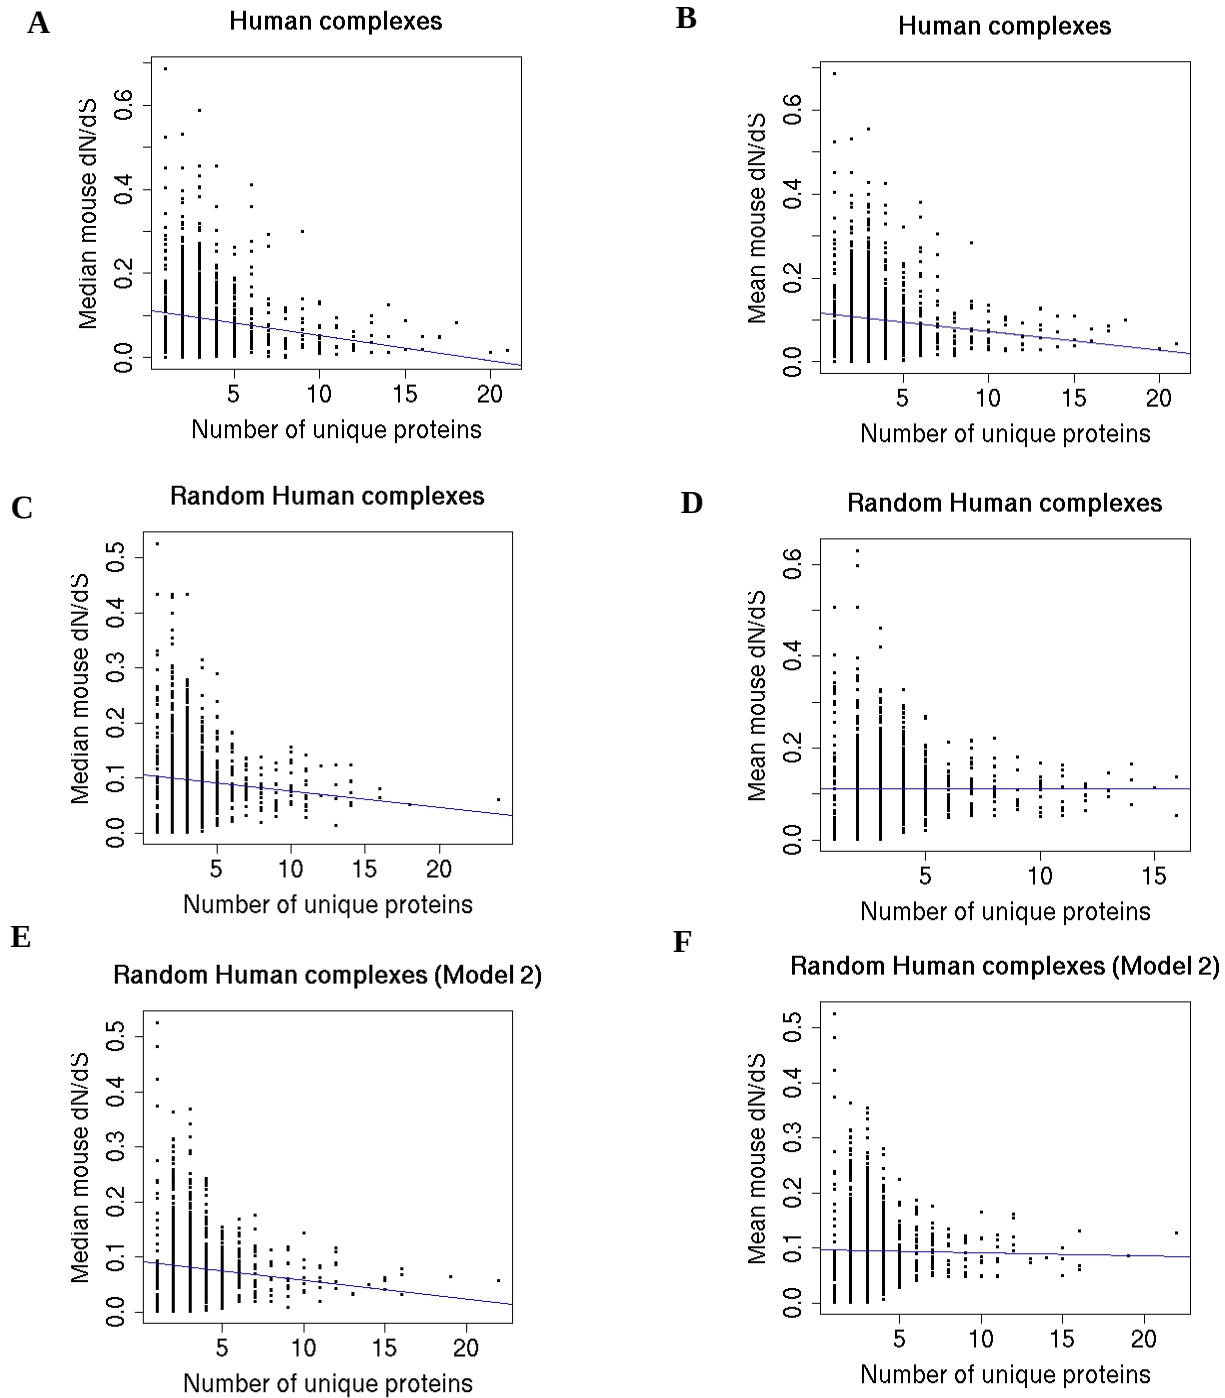 A
Human complexes
Median mouse dN/dS
0.0 0.2 0.4 0.6
5 10 15 20
Number of unique proteins
B
Human complexes
Mean mouse dN/dS
0.0 0.2 0.4 0.6
5 10 15 20
Number of unique proteins
C
Random Human complexes
Median mouse dN/dS
0.0 0.1 0.2 0.3 0.4 0.5
5 10 15 20
Number of unique proteins
D
Random Human complexes
Mean mouse dN/dS
0.0 0.2 0.4 0.6
5 10 15
Number of unique proteins
E
Random Human complexes (Model 2)
Median mouse dN/dS
0.0 0.1 0.2 0.3 0.4 0.5
5 10 15 20
Number of unique proteins
F
Random Human complexes (Model 2)
Mean mouse dN/dS
0.0 0.1 0.2 0.3 0.4 0.5
5 10 15 20
Number of unique proteins